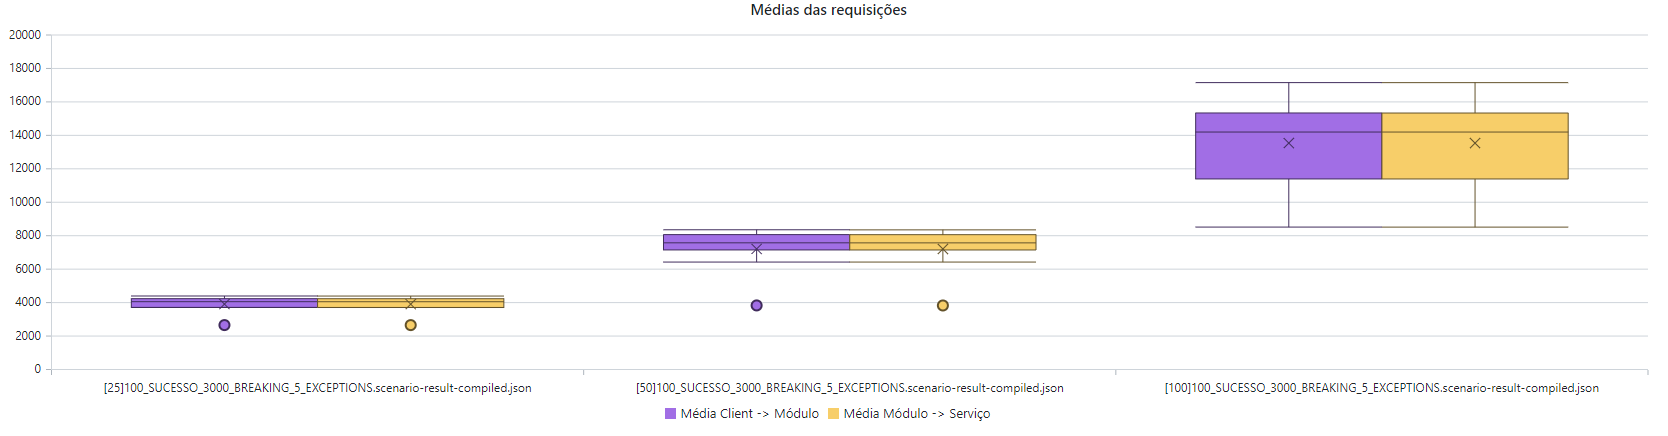 Médias das requisições
20000
18000
16000
14000
12000
10000
8000
6000
4000
2000
0
[25]100_SUCESSO_3000_BREAKING_5_EXCEPTIONS.scenario-result-compiled.json
[50]100_SUCESSO_3000_BREAKING_5_EXCEPTIONS.scenario-result-compiled.json
[100]100_SUCESSO_3000_BREAKING_5_EXCEPTIONS.scenario-result-compiled.json
Média Client -> Módulo
Média Módulo -> Serviço